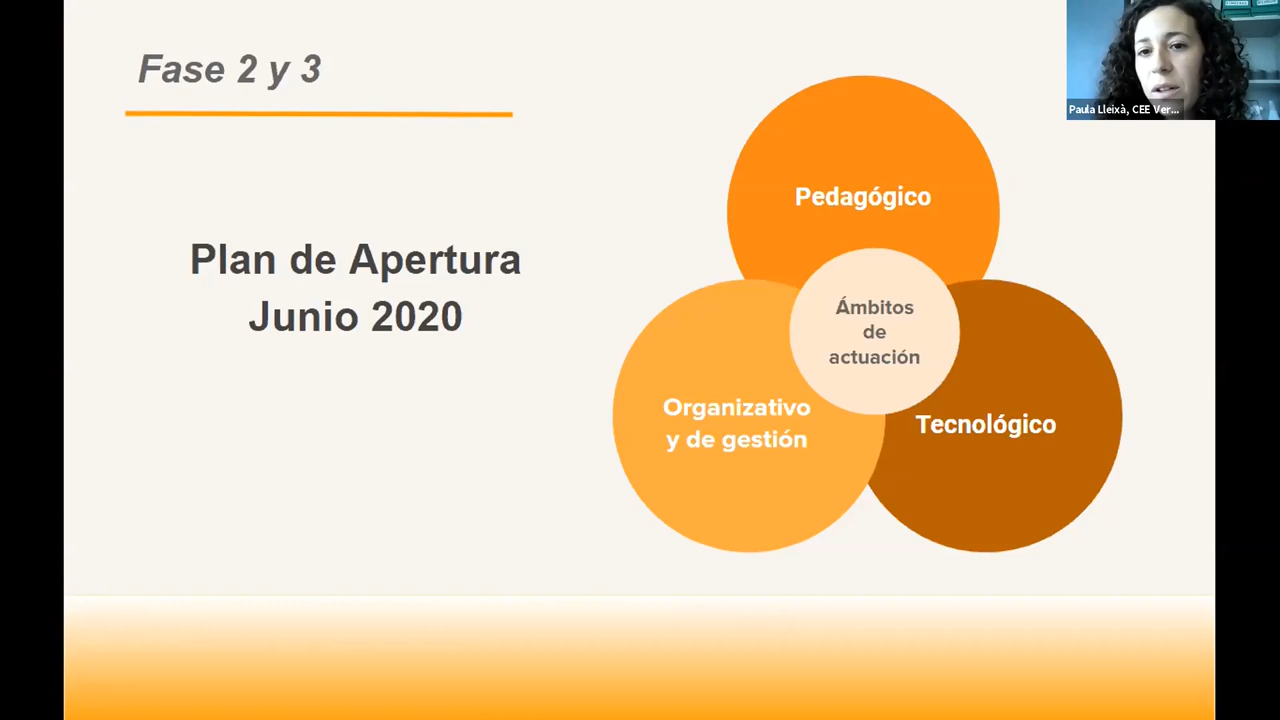 Fase 2 y 3
Plan de Apertura
Junio 2020
Pedagógico
Ámbitos
de
actuación
Organizativo
y de gestión
Tecnológico
Paula Lleixà, CEE Ver...